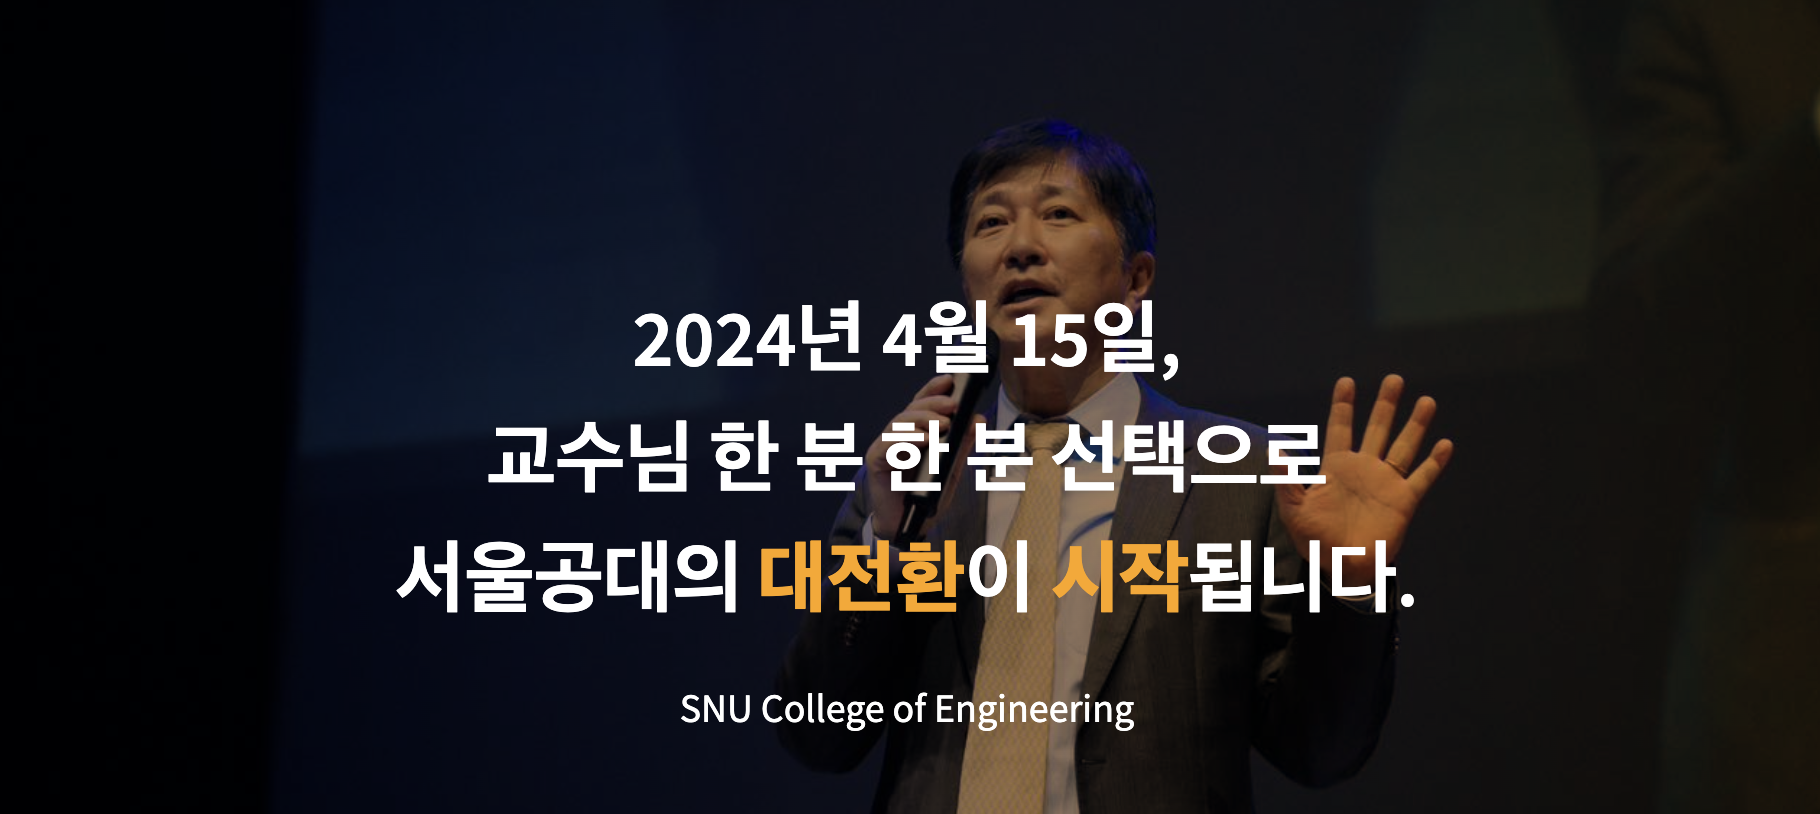 2024년 4월 15일,
교수님 한 분 한 분 선택으로
서울공대의 대전환이 시작됩니다.
SNU College of Engineering